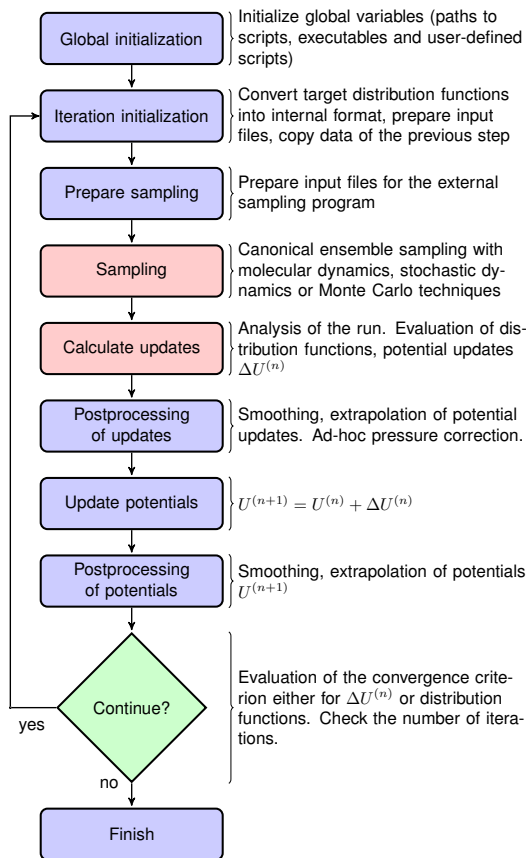 Global initialization
Initialize global variables (paths to
scripts, executables and user-defined
scripts)
Iteration initialization
Convert target distribution functions
into internal format, prepare input
files, copy data of the previous step
Prepare sampling
Prepare input files for the external
sampling program
Sampling
Canonical ensemble sampling with
molecular dynamics, stochastic dy-
namics or Monte Carlo techniques
Calculate updates
Analysis of the run. Evaluation of dis-
tribution functions, potential updates
ΔU^(n)
Postprocessing
of updates
Smoothing, extrapolation of potential
updates. Ad-hoc pressure correction.
Update potentials
U^(n+1) = U^(n) + ΔU^(n)
Postprocessing
of potentials
Smoothing, extrapolation of potentials
U^(n+1)
Continue?
Evaluation of the convergence crite-
rion either for ΔU^(n) or distribution
functions. Check the number of itera-
tions.
yes
no
Finish